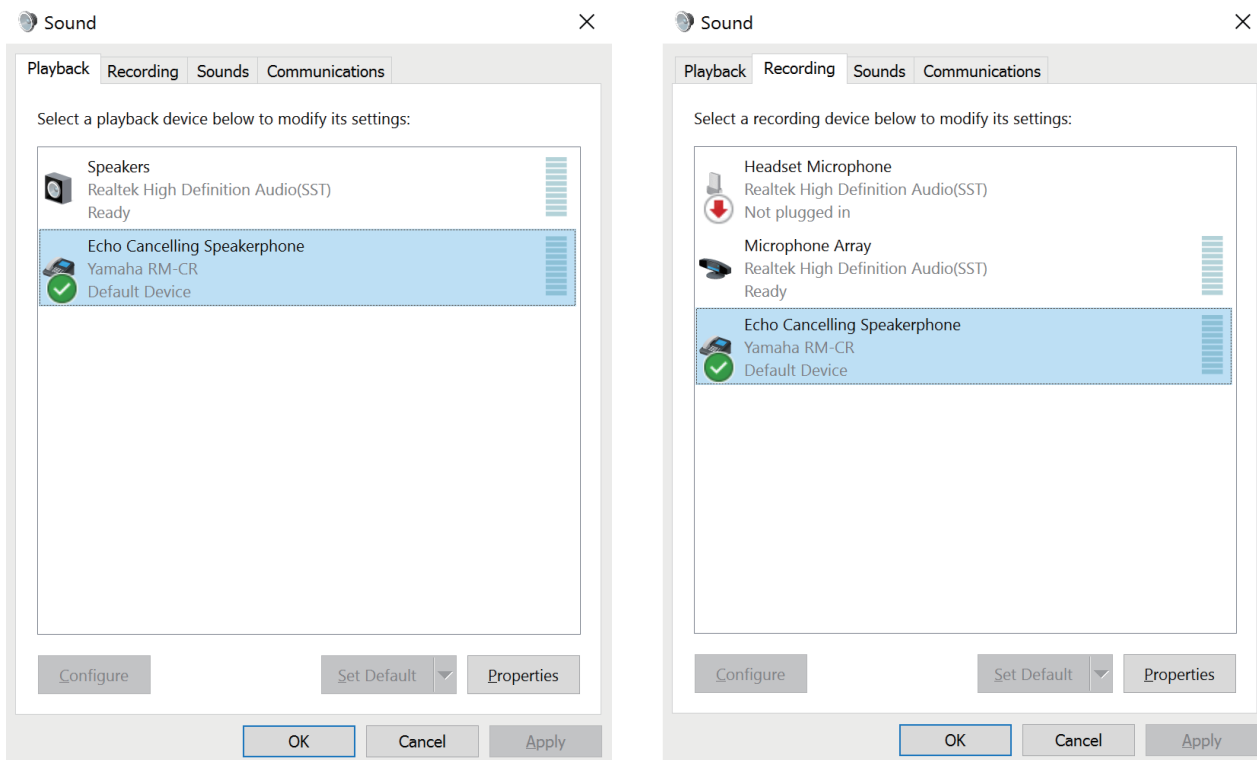 Sound
Playback Recording Sounds Communications
Select a playback device below to modify its settings:
Speakers
Realtek High Definition Audio(SST)
Ready
Echo Cancelling Speakerphone
Yamaha RM-CR
Default Device
Configure Set Default Properties
OK Cancel Apply
Sound
Playback Recording Sounds Communications
Select a recording device below to modify its settings:
Headset Microphone
Realtek High Definition Audio(SST)
Not plugged in
Microphone Array
Realtek High Definition Audio(SST)
Ready
Echo Cancelling Speakerphone
Yamaha RM-CR
Default Device
Configure Set Default Properties
OK Cancel Apply